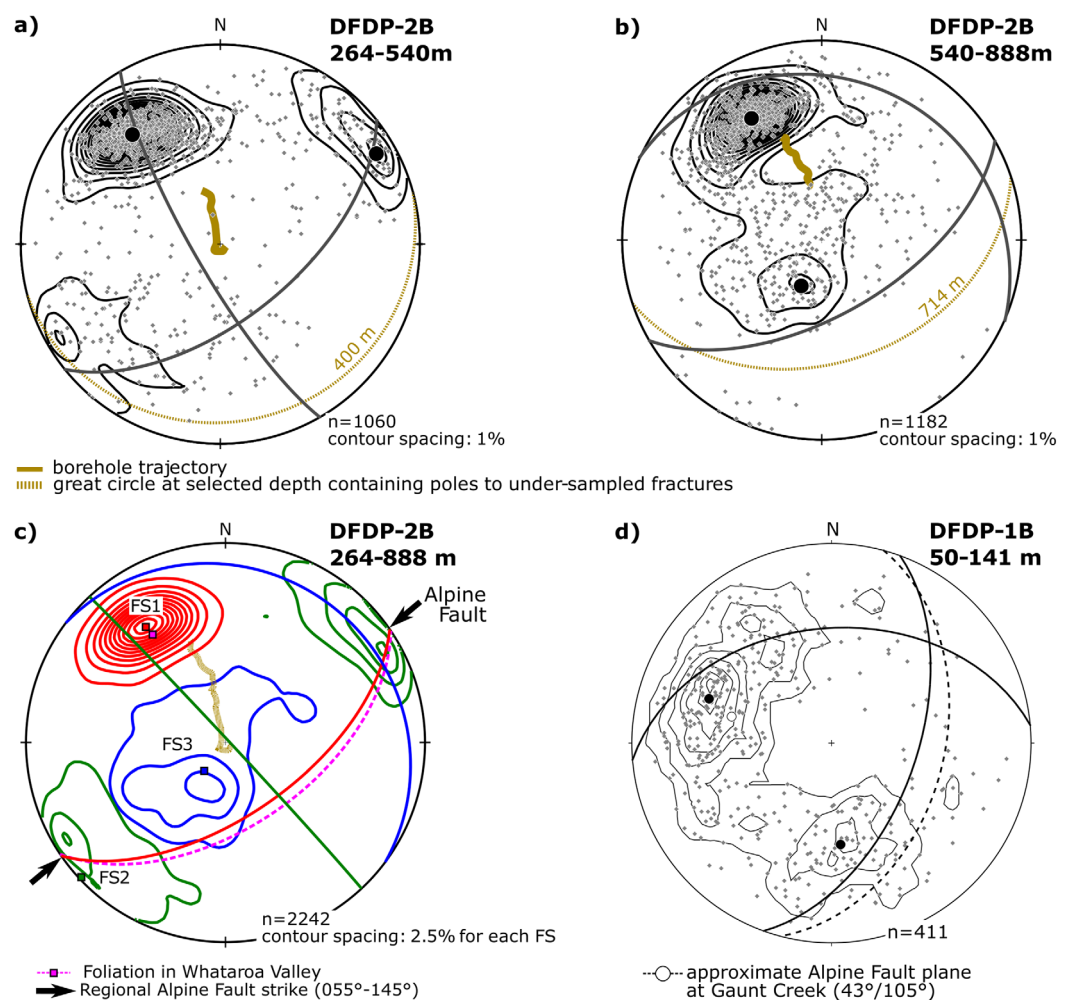 a)
N
DFDP-2B
264-540m
400 m
n=1060
contour spacing: 1%
b)
N
DFDP-2B
540-888m
714 m
n=1182
contour spacing: 1%
borehole trajectory
great circle at selected depth containing poles to under-sampled fractures
c)
N
DFDP-2B
264-888 m
FS1
Alpine
Fault
FS3
FS2
n=2242
contour spacing: 2.5% for each FS
Foliation in Whataroa Valley
Regional Alpine Fault strike (055°-145°)
d)
N
DFDP-1B
50-141 m
n=411
approximate Alpine Fault plane
at Gaunt Creek (43°/105°)